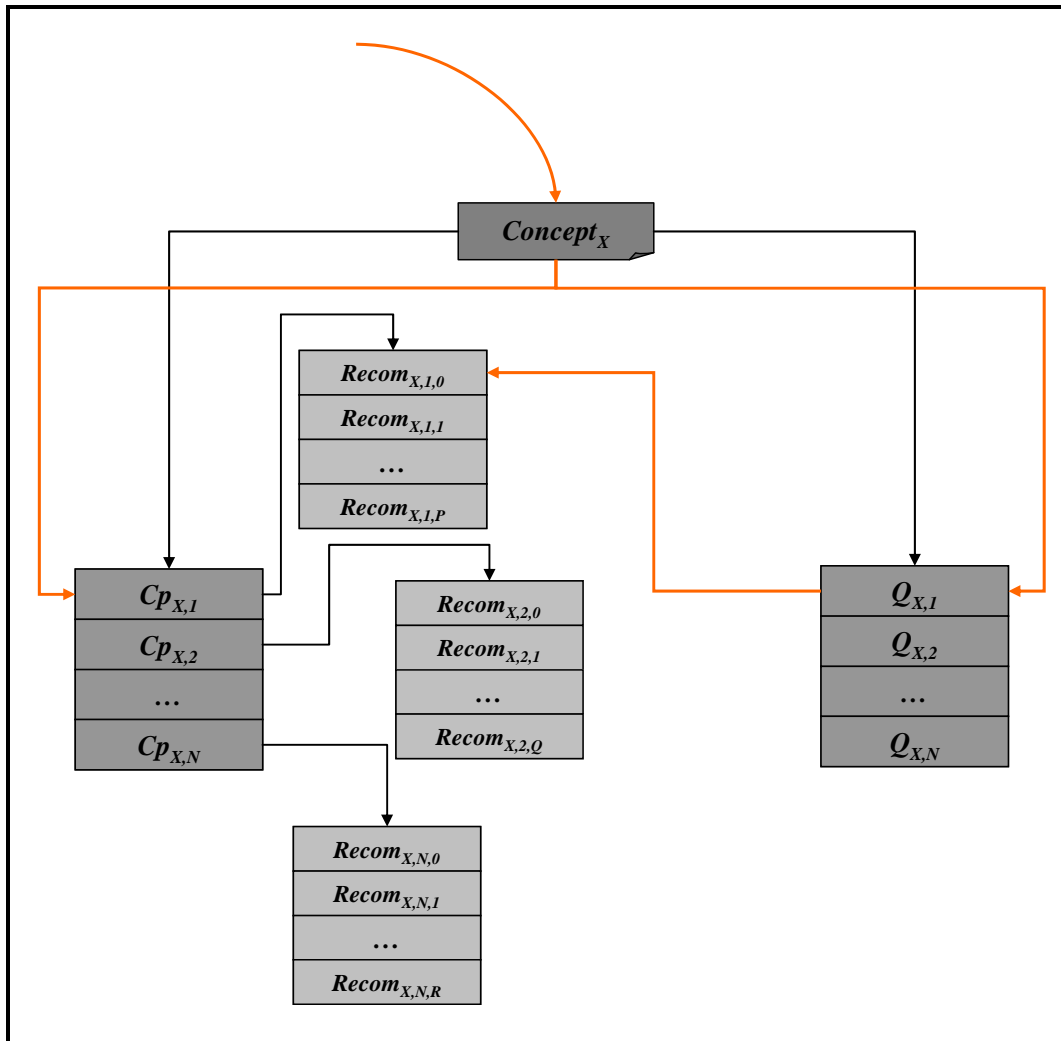 Concept_X
Recom_X,1,0
Recom_X,1,1
…
Recom_X,1,P
Cp_X,1
Cp_X,2
…
Cp_X,N
Recom_X,2,0
Recom_X,2,1
…
Recom_X,2,Q
Q_X,1
Q_X,2
…
Q_X,N
Recom_X,N,0
Recom_X,N,1
…
Recom_X,N,R